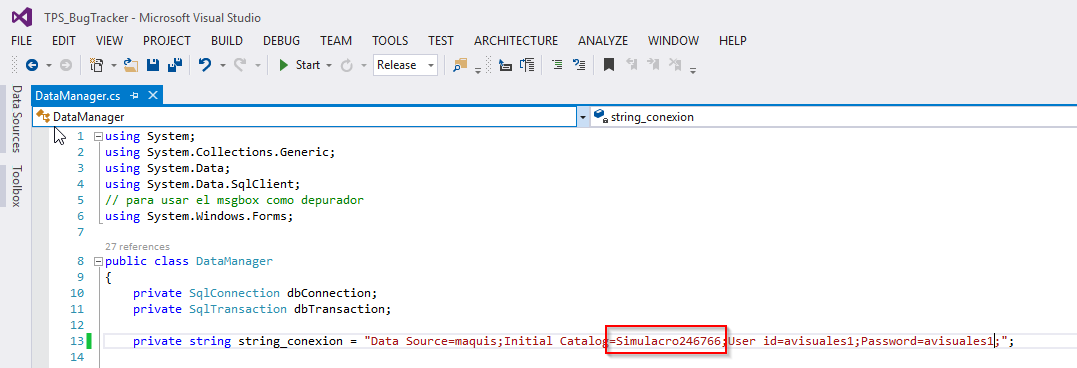 TPS_BugTracker - Microsoft Visual Studio
FILE EDIT VIEW PROJECT BUILD DEBUG TEAM TOOLS TEST ARCHITECTURE ANALYZE WINDOW HELP
Start Release
Data Sources
Toolbox
DataManager.cs
DataManager string_conexion
1 using System;
2 using System.Collections.Generic;
3 using System.Data;
4 using System.Data.SqlClient;
5 // para usar el msgbox como depurador
6 using System.Windows.Forms;
7
27 references
8 public class DataManager
9 {
10 private SqlConnection dbConnection;
11 private SqlTransaction dbTransaction;
12
13 private string string_conexion = "Data Source=maquis;Initial Catalog=Simulacro246766;User id=avisuales1;Password=avisuales1;";
14